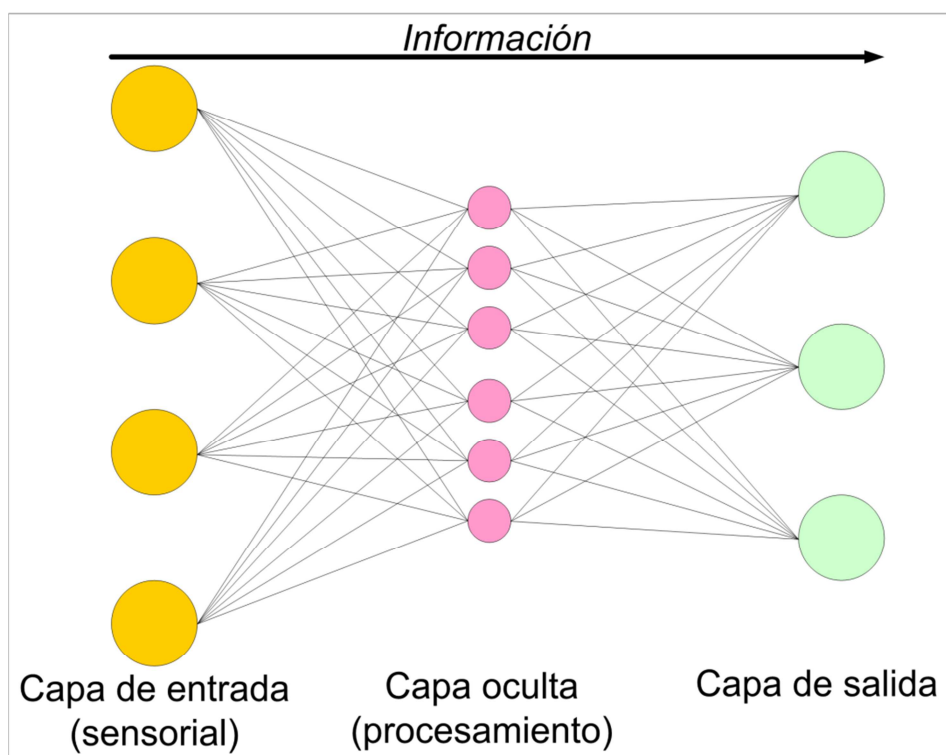 Información
Capa de entrada
(sensorial)
Capa oculta
(procesamiento)
Capa de salida